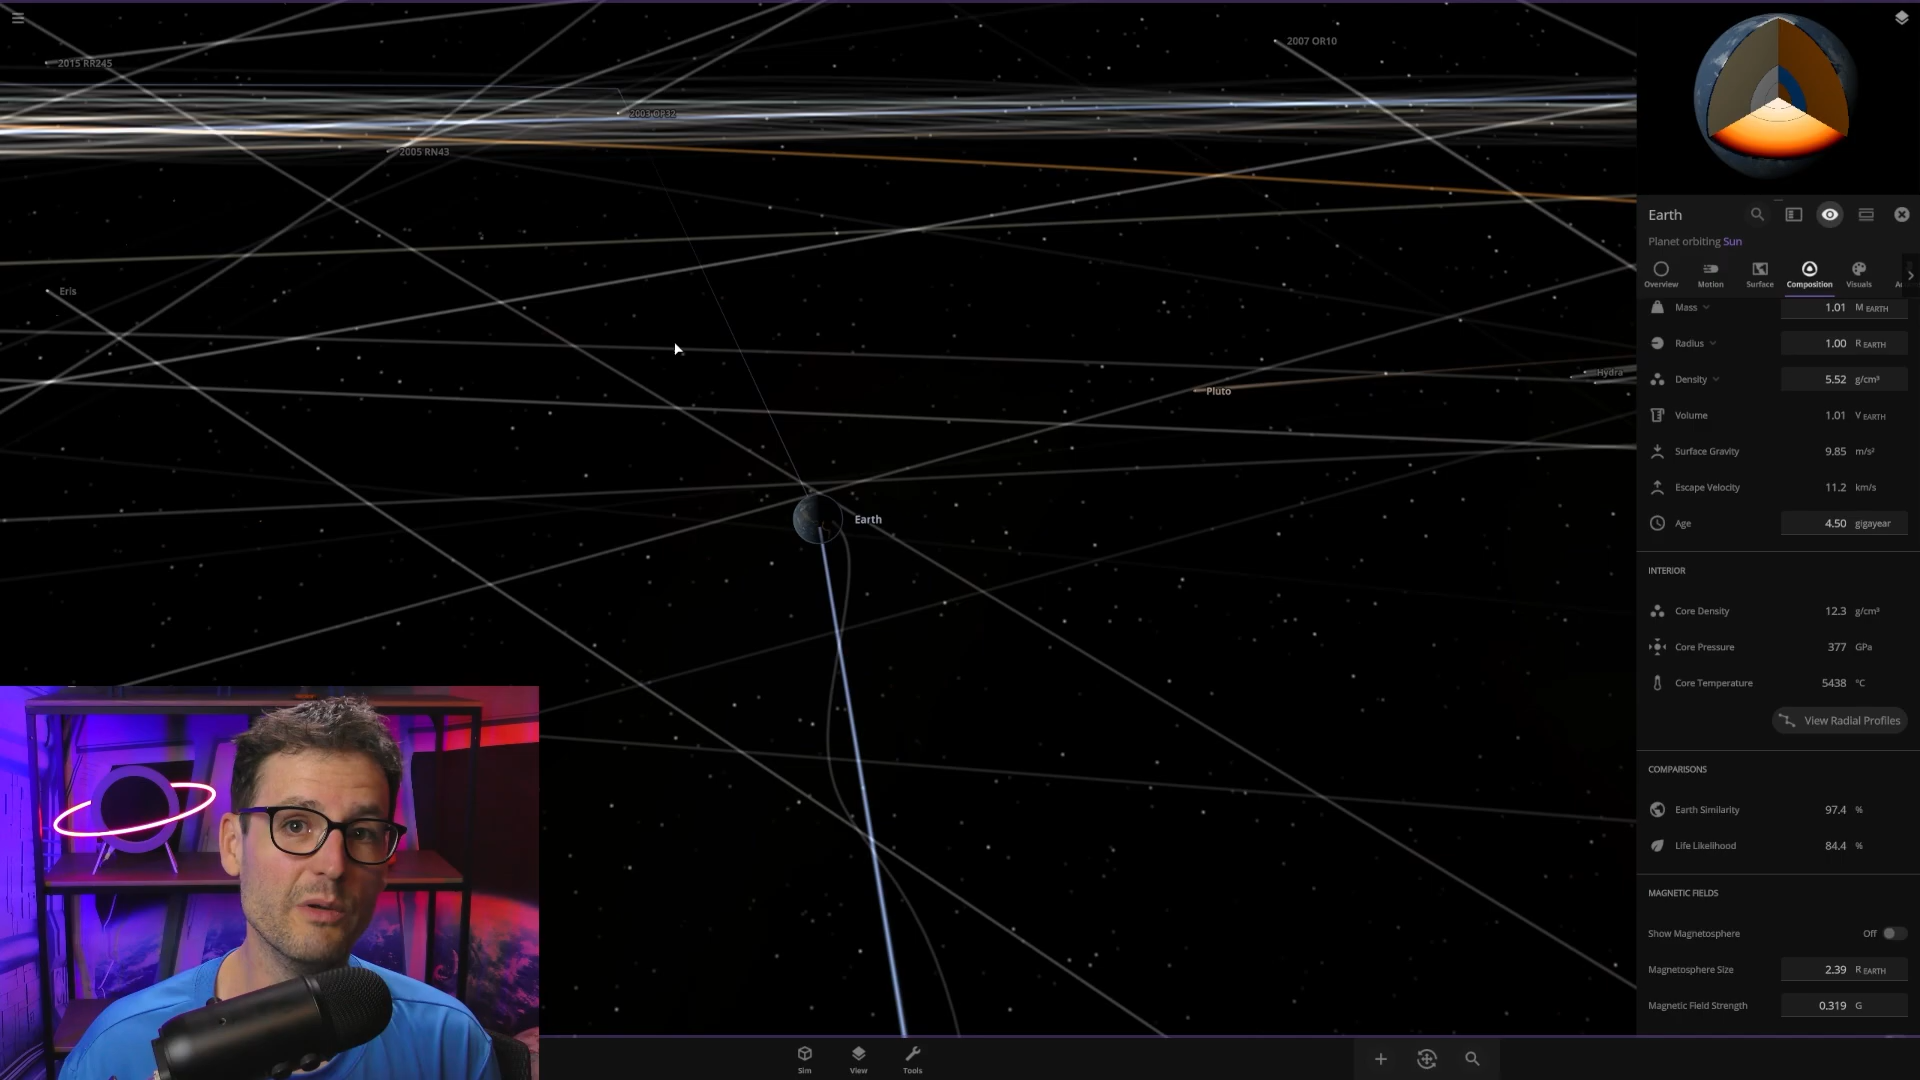 2007 OR10
2015 RR245
2003 OP32
2005 RN43
Eris
Pluto
Hydra
Earth
Earth
Planet orbiting Sun
Overview Motion Surface Composition Visuals
Mass 1.01 M EARTH
Radius 1.00 R EARTH
Density 5.52 g/cm³
Volume 1.01 V EARTH
Surface Gravity 9.85 m/s²
Escape Velocity 11.2 km/s
Age 4.50 gigayear
INTERIOR
Core Density 12.3 g/cm³
Core Pressure 377 GPa
Core Temperature 5438 °C
View Radial Profiles
COMPARISONS
Earth Similarity 97.4 %
Life Likelihood 84.4 %
MAGNETIC FIELDS
Show Magnetosphere Off
Magnetosphere Size 2.39 R EARTH
Magnetic Field Strength 0.319 G
Sim View Tools